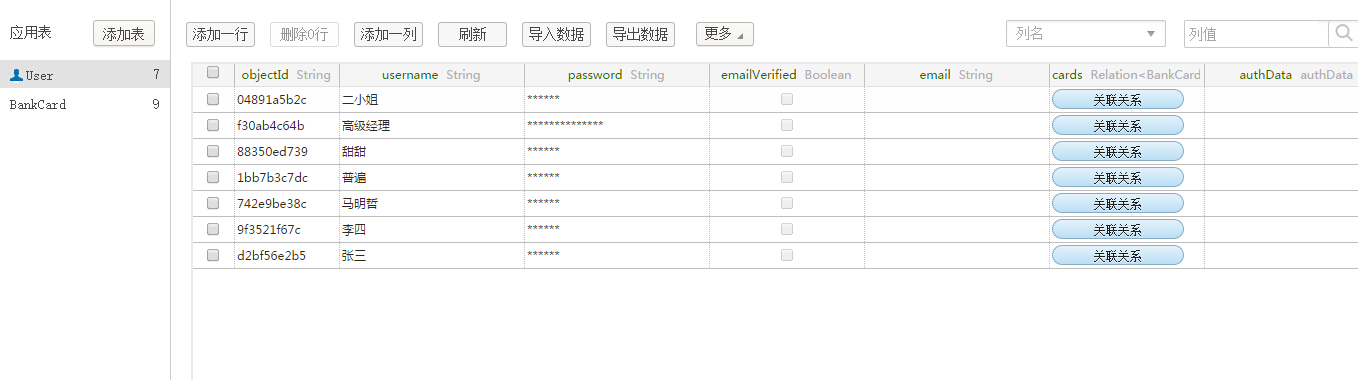 应用表 添加表 添加一行 删除0行 添加一列 刷新 导入数据 导出数据 更多 列名 列值
User 7
BankCard 9
objectId String username String password String emailVerified Boolean email String cards Relation<BankCard authData authData
04891a5b2c 二小姐 ****** 关联关系
f30ab4c64b 高级经理 ************** 关联关系
88350ed739 甜甜 ****** 关联关系
1bb7b3c7dc 普遍 ****** 关联关系
742e9be38c 马明哲 ****** 关联关系
9f3521f67c 李四 ****** 关联关系
d2bf56e2b5 张三 ****** 关联关系